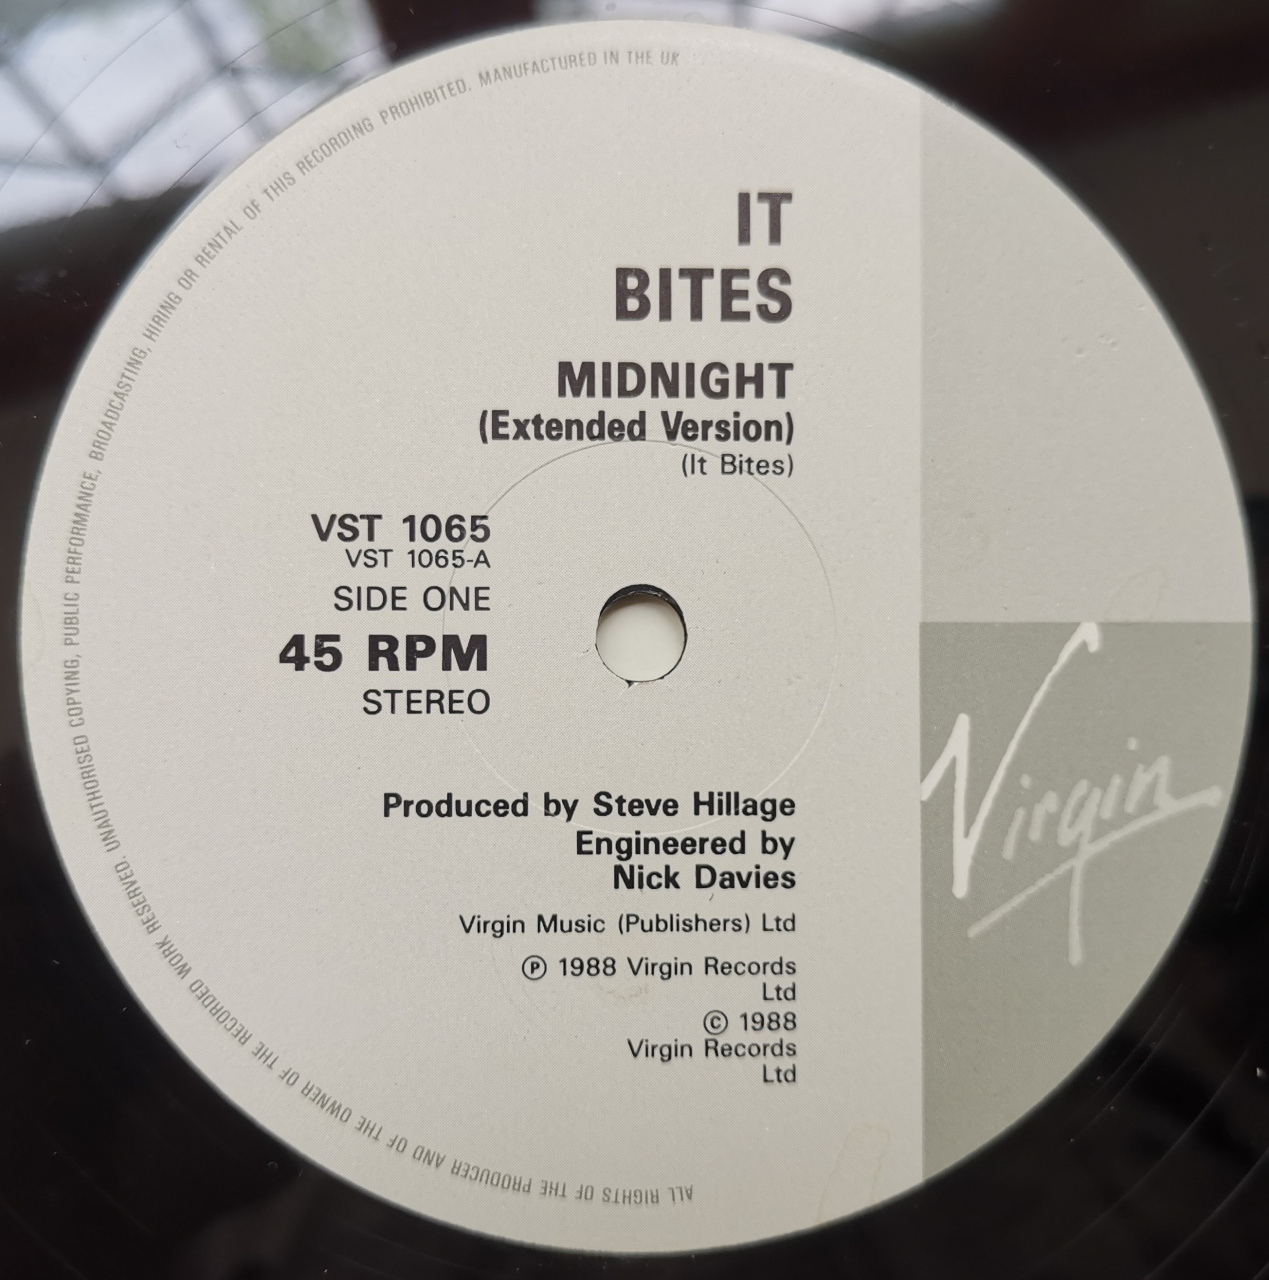 IT
BITES
MIDNIGHT
(Extended Version)
(It Bites)
VST 1065
VST 1065-A
SIDE ONE
45 RPM
STEREO
Produced by Steve Hillage
Engineered by
Nick Davies
Virgin Music (Publishers) Ltd
Ⓟ 1988 Virgin Records
Ltd
© 1988
Virgin Records
Ltd
Virgin
ALL RIGHTS OF THE PRODUCER AND OF THE OWNER OF THE RECORDED WORK RESERVED. UNAUTHORISED COPYING, PUBLIC PERFORMANCE, BROADCASTING, HIRING OR RENTAL OF THIS RECORDING PROHIBITED. MANUFACTURED IN THE UK